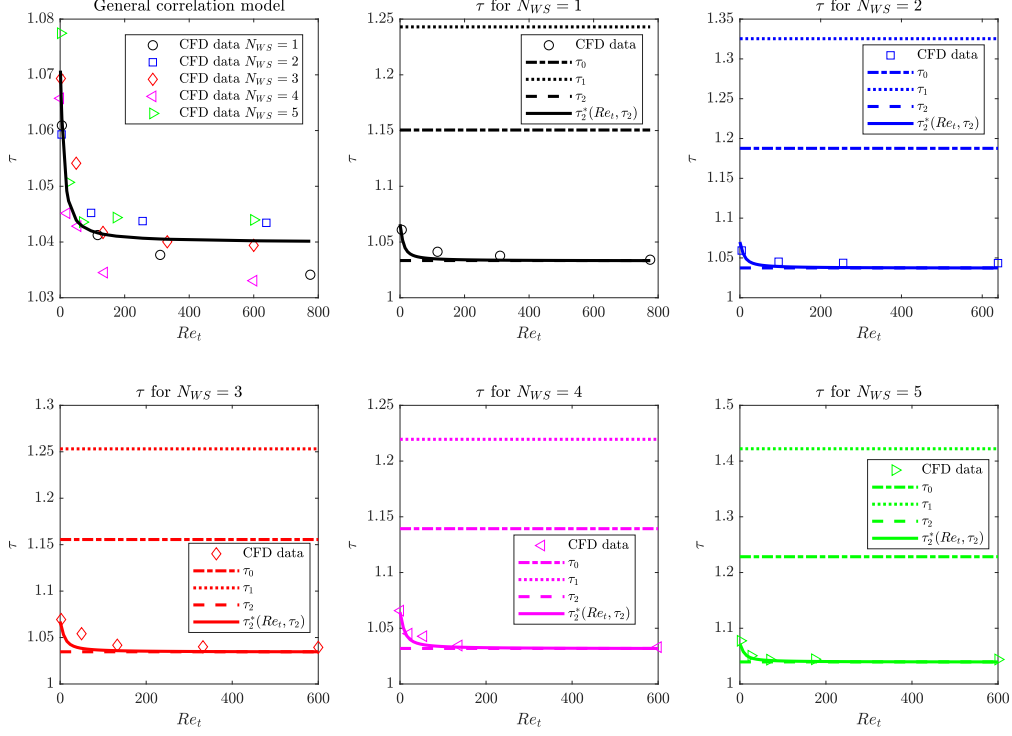 General correlation model
1.08
1.07
1.06
1.05
1.04
1.03
τ
0 200 400 600 800
Re_t
CFD data N_WS = 1
CFD data N_WS = 2
CFD data N_WS = 3
CFD data N_WS = 4
CFD data N_WS = 5
τ for N_WS = 1
1.25
1.2
1.15
1.1
1.05
1
τ
0 200 400 600 800
Re_t
CFD data
τ_0
τ_1
τ_2
τ_2^*(Re_t, τ_2)
τ for N_WS = 2
1.35
1.3
1.25
1.2
1.15
1.1
1.05
1
τ
0 200 400 600
Re_t
CFD data
τ_0
τ_1
τ_2
τ_2^*(Re_t, τ_2)
τ for N_WS = 3
1.3
1.25
1.2
1.15
1.1
1.05
1
τ
0 200 400 600
Re_t
CFD data
τ_0
τ_1
τ_2
τ_2^*(Re_t, τ_2)
τ for N_WS = 4
1.25
1.2
1.15
1.1
1.05
1
τ
0 200 400 600
Re_t
CFD data
τ_0
τ_1
τ_2
τ_2^*(Re_t, τ_2)
τ for N_WS = 5
1.5
1.4
1.3
1.2
1.1
1
τ
0 200 400 600
Re_t
CFD data
τ_0
τ_1
τ_2
τ_2^*(Re_t, τ_2)